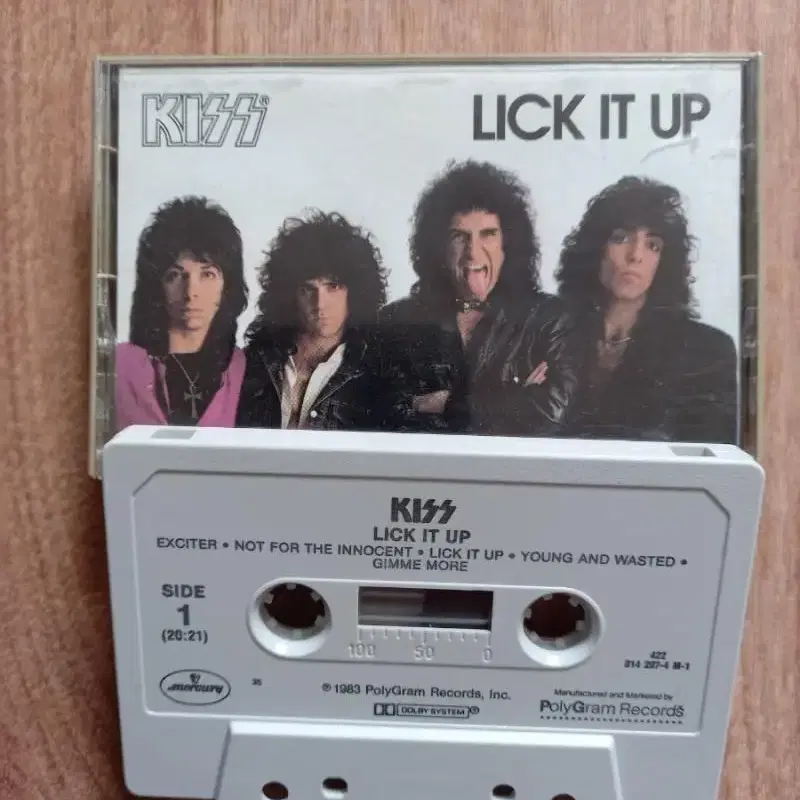 KISS
LICK IT UP
KISS
LICK IT UP
EXCITER • NOT FOR THE INNOCENT • LICK IT UP • YOUNG AND WASTED •
GIMME MORE
SIDE
1
(20:21)
100 50 0
422
814 297-4 M-1
mercury
35
℗ 1983 PolyGram Records, Inc.
DOLBY SYSTEM ®
Manufactured and Marketed by
PolyGram Records